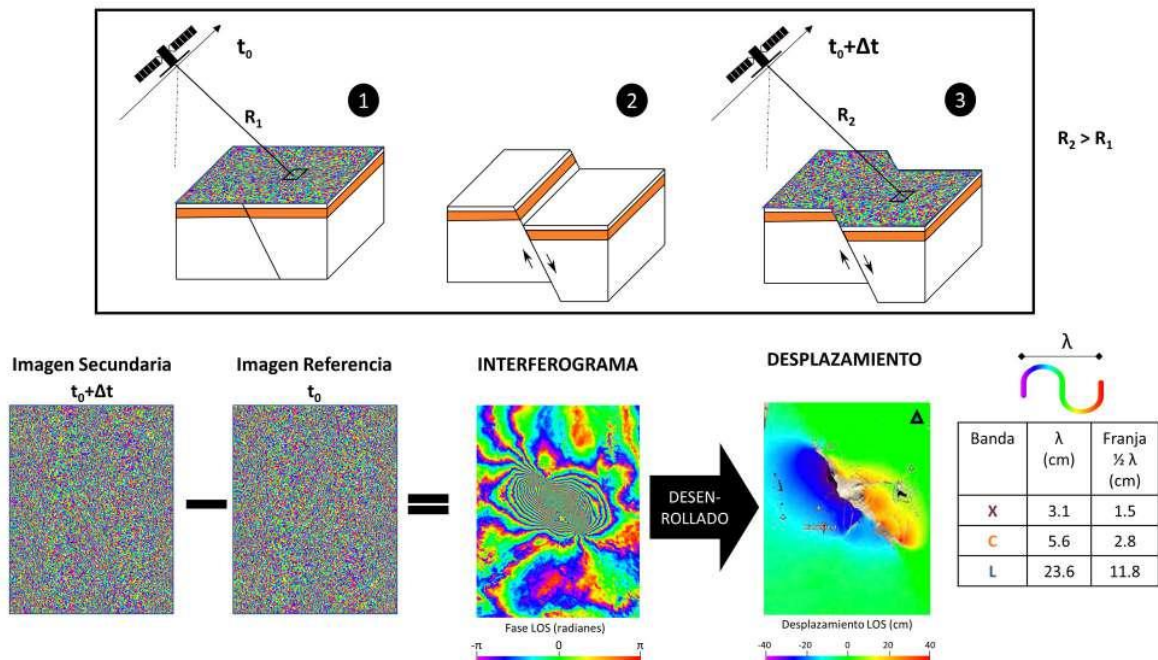 t₀
1
R₁
2
t₀+Δt
3
R₂
R₂ > R₁
Imagen Secundaria
t₀+Δt
Imagen Referencia
t₀
INTERFEROGRAMA
Fase LOS (radianes)
-π 0 π
DESEN-
ROLLADO
DESPLAZAMIENTO
Desplazamiento LOS (cm)
-40 -20 0 20 40
λ
Banda λ (cm) Franja ½ λ (cm)
X 3.1 1.5
C 5.6 2.8
L 23.6 11.8